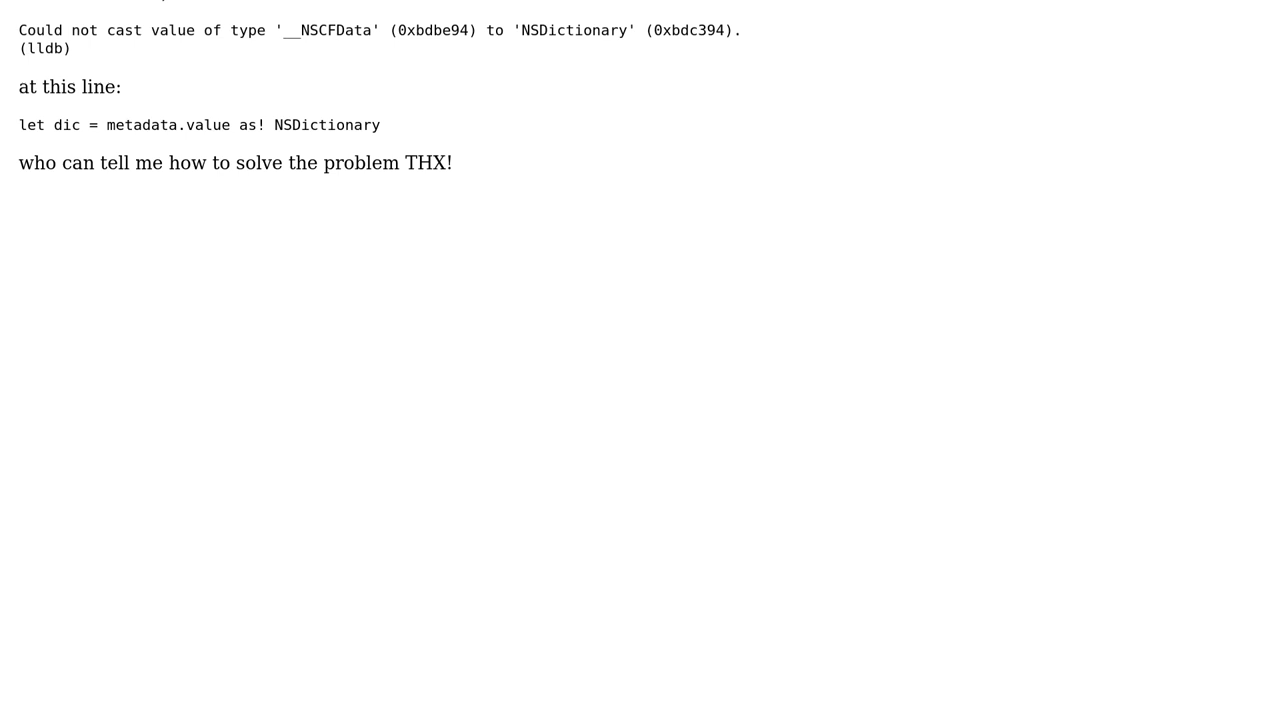 Could not cast value of type '__NSCFData' (0xbdbe94) to 'NSDictionary' (0xbdc394).
(lldb)
at this line:
let dic = metadata.value as! NSDictionary
who can tell me how to solve the problem THX!